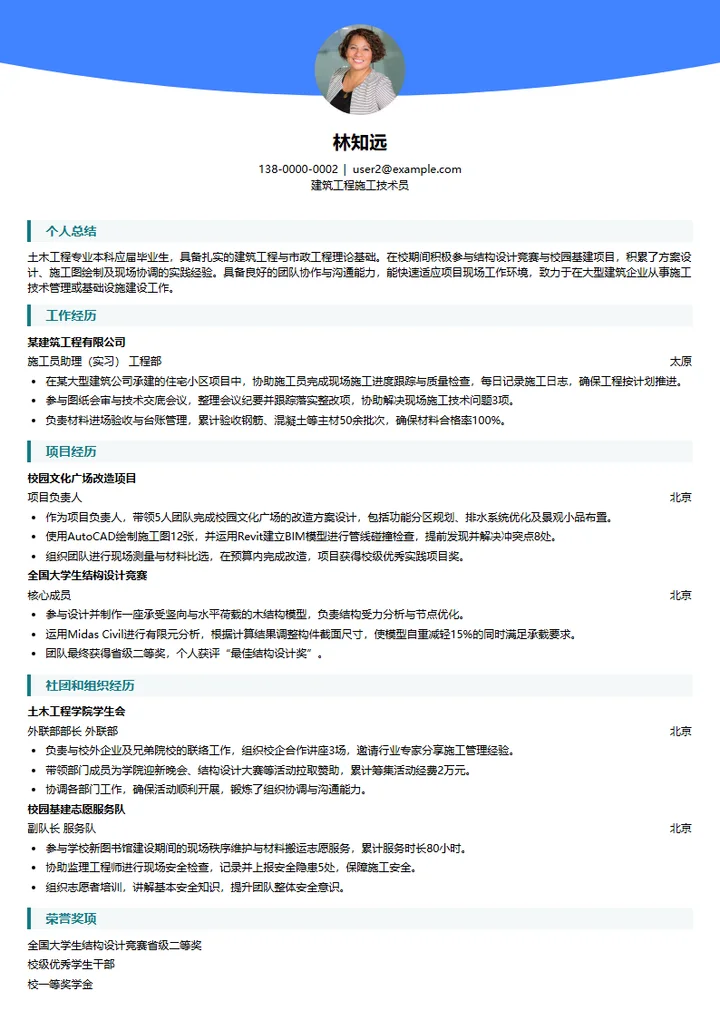 林知远
138-0000-0002 | user2@example.com
建筑工程施工技术员
个人总结
土木工程专业本科应届毕业生，具备扎实的建筑工程与市政工程理论基础。在校期间积极参与结构设计竞赛与校园基建项目，积累了方案设
计、施工图绘制及现场协调的实践经验。具备良好的团队协作与沟通能力，能快速适应项目现场工作环境，致力于在大型建筑企业从事施工
技术管理或基础设施建设工作。
工作经历
某建筑工程有限公司
施工员助理（实习） 工程部 太原
• 在某大型建筑公司承建的住宅小区项目中，协助施工员完成现场施工进度跟踪与质量检查，每日记录施工日志，确保工程按计划推进。
• 参与图纸会审与技术交底会议，整理会议纪要并跟踪落实整改项，协助解决现场施工技术问题3项。
• 负责材料进场验收与台账管理，累计验收钢筋、混凝土等主材50余批次，确保材料合格率100%。
项目经历
校园文化广场改造项目
项目负责人 北京
• 作为项目负责人，带领5人团队完成校园文化广场的改造方案设计，包括功能分区规划、排水系统优化及景观小品布置。
• 使用AutoCAD绘制施工图12张，并运用Revit建立BIM模型进行管线碰撞检查，提前发现并解决冲突点8处。
• 组织团队进行现场测量与材料比选，在预算内完成改造，项目获得校级优秀实践项目奖。
全国大学生结构设计竞赛
核心成员 北京
• 参与设计并制作一座承受竖向与水平荷载的木结构模型，负责结构受力分析与节点优化。
• 运用Midas Civil进行有限元分析，根据计算结果调整构件截面尺寸，使模型自重减轻15%的同时满足承载要求。
• 团队最终获得省级二等奖，个人获评“最佳结构设计奖”。
社团和组织经历
土木工程学院学生会
外联部部长 外联部 北京
• 负责与校外企业及兄弟院校的联络工作，组织校企合作讲座3场，邀请行业专家分享施工管理经验。
• 带领部门成员为学院迎新晚会、结构设计大赛等活动拉取赞助，累计筹集活动经费2万元。
• 协调各部门工作，确保活动顺利开展，锻炼了组织协调与沟通能力。
校园基建志愿服务队
副队长 服务队 北京
• 参与学校新图书馆建设期间的现场秩序维护与材料搬运志愿服务，累计服务时长80小时。
• 协助监理工程师进行现场安全检查，记录并上报安全隐患5处，保障施工安全。
• 组织志愿者培训，讲解基本安全知识，提升团队整体安全意识。
荣誉奖项
全国大学生结构设计竞赛省级二等奖
校级优秀学生干部
校一等奖学金